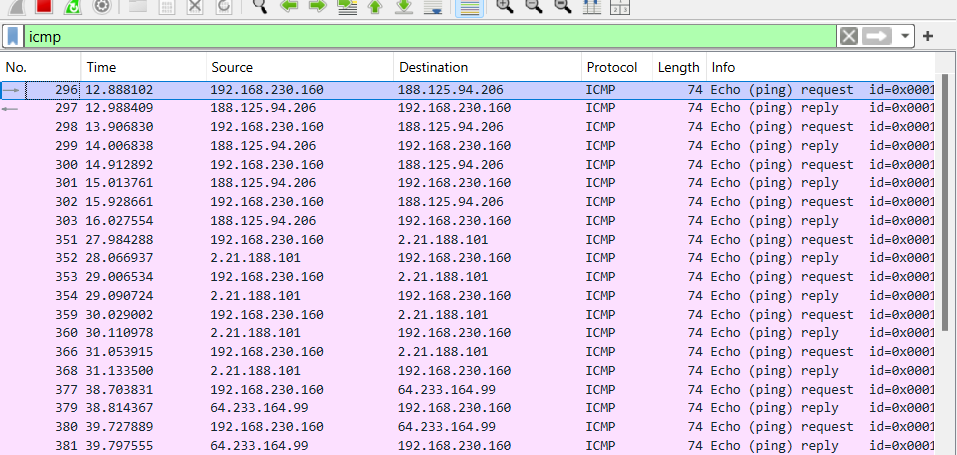 icmp
No. Time Source Destination Protocol Length Info
296 12.888102 192.168.230.160 188.125.94.206 ICMP 74 Echo (ping) request id=0x0001
297 12.988409 188.125.94.206 192.168.230.160 ICMP 74 Echo (ping) reply id=0x0001
298 13.906830 192.168.230.160 188.125.94.206 ICMP 74 Echo (ping) request id=0x0001
299 14.006838 188.125.94.206 192.168.230.160 ICMP 74 Echo (ping) reply id=0x0001
300 14.912892 192.168.230.160 188.125.94.206 ICMP 74 Echo (ping) request id=0x0001
301 15.013761 188.125.94.206 192.168.230.160 ICMP 74 Echo (ping) reply id=0x0001
302 15.928661 192.168.230.160 188.125.94.206 ICMP 74 Echo (ping) request id=0x0001
303 16.027554 188.125.94.206 192.168.230.160 ICMP 74 Echo (ping) reply id=0x0001
351 27.984288 192.168.230.160 2.21.188.101 ICMP 74 Echo (ping) request id=0x0001
352 28.066937 2.21.188.101 192.168.230.160 ICMP 74 Echo (ping) reply id=0x0001
353 29.006534 192.168.230.160 2.21.188.101 ICMP 74 Echo (ping) request id=0x0001
354 29.090724 2.21.188.101 192.168.230.160 ICMP 74 Echo (ping) reply id=0x0001
359 30.029002 192.168.230.160 2.21.188.101 ICMP 74 Echo (ping) request id=0x0001
360 30.110978 2.21.188.101 192.168.230.160 ICMP 74 Echo (ping) reply id=0x0001
366 31.053915 192.168.230.160 2.21.188.101 ICMP 74 Echo (ping) request id=0x0001
368 31.133500 2.21.188.101 192.168.230.160 ICMP 74 Echo (ping) reply id=0x0001
377 38.703831 192.168.230.160 64.233.164.99 ICMP 74 Echo (ping) request id=0x0001
379 38.814367 64.233.164.99 192.168.230.160 ICMP 74 Echo (ping) reply id=0x0001
380 39.727889 192.168.230.160 64.233.164.99 ICMP 74 Echo (ping) request id=0x0001
381 39.797555 64.233.164.99 192.168.230.160 ICMP 74 Echo (ping) reply id=0x0001